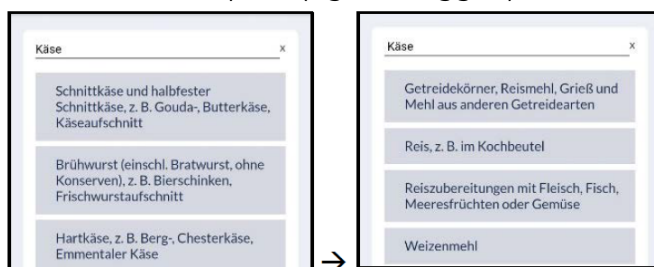 Käse x
Schnittkäse und halbfester
Schnittkäse, z. B. Gouda-, Butterkäse,
Käseaufschnitt
Brühwurst (einschl. Bratwurst, ohne
Konserven), z. B. Bierschinken,
Frischwurstaufschnitt
Hartkäse, z. B. Berg-, Chesterkäse,
Emmentaler Käse
→
Käse x
Getreidekörner, Reismehl, Grieß und
Mehl aus anderen Getreidearten
Reis, z. B. im Kochbeutel
Reiszubereitungen mit Fleisch, Fisch,
Meeresfrüchten oder Gemüse
Weizenmehl